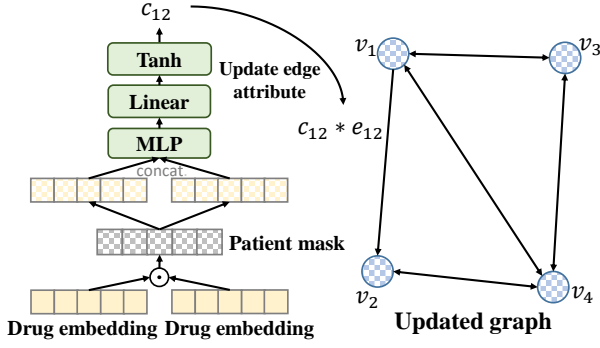 c₁₂
Tanh
Linear
MLP
concat.
Update edge
attribute
c₁₂ * e₁₂
Patient mask
Drug embedding
Drug embedding
v₁
v₃
v₂
v₄
Updated graph